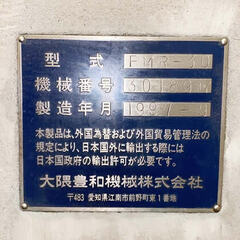 型式 FMR-30
機械番号
製造年月 1997-
本製品は、外国為替および外国貿易管理法の
規定により、日本国外に輸出する際には
日本国政府の輸出許可が必要です。
大隈豊和機械株式会社
〒483 愛知県江南市前野町東1番地